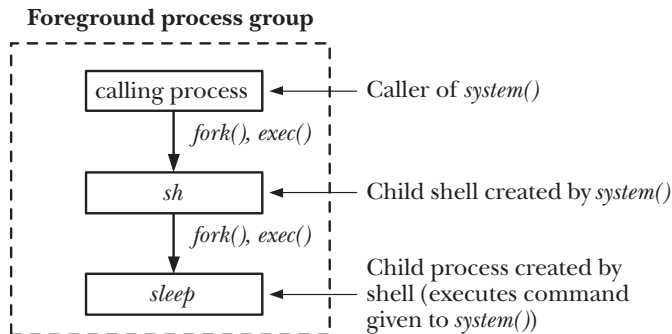 Foreground process group
calling process
Caller of system()
fork(), exec()
sh
Child shell created by system()
fork(), exec()
sleep
Child process created by
shell (executes command
given to system())